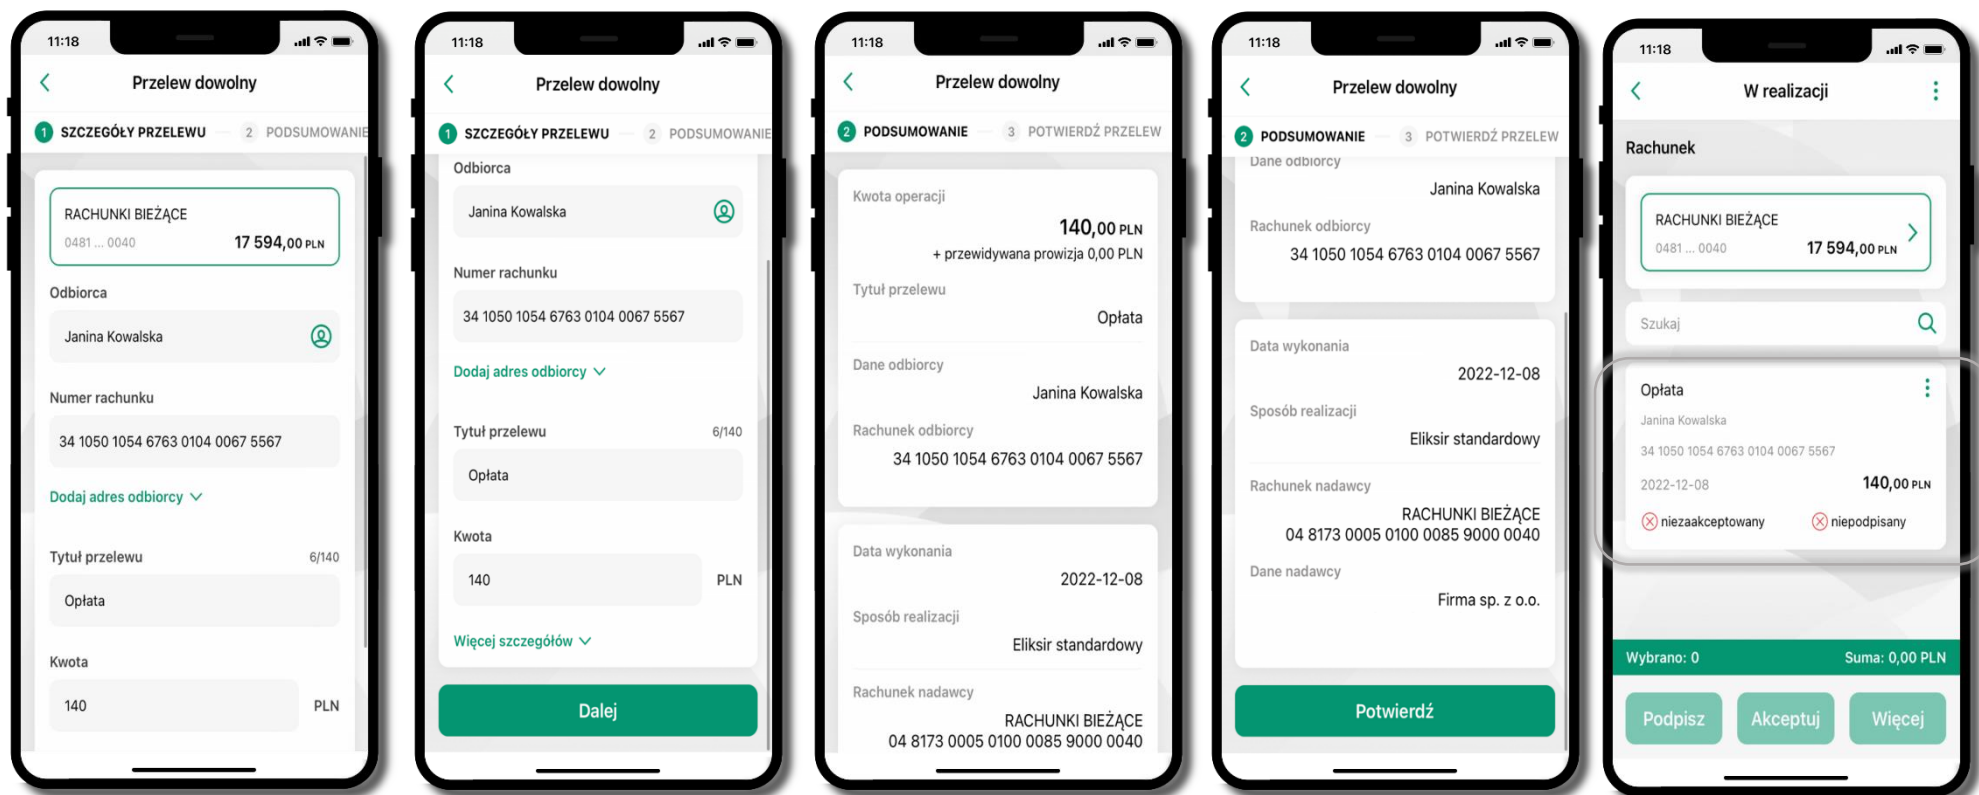 11:18
Przelew dowolny
1 SZCZEGÓŁY PRZELEWU 2 PODSUMOWANIE
RACHUNKI BIEŻĄCE
0481 ... 0040 17 594,00 PLN
Odbiorca
Janina Kowalska
Numer rachunku
34 1050 1054 6763 0104 0067 5567
Dodaj adres odbiorcy
Tytuł przelewu 6/140
Opłata
Kwota
140 PLN
11:18
Przelew dowolny
1 SZCZEGÓŁY PRZELEWU 2 PODSUMOWANIE
Odbiorca
Janina Kowalska
Numer rachunku
34 1050 1054 6763 0104 0067 5567
Dodaj adres odbiorcy
Tytuł przelewu 6/140
Opłata
Kwota
140 PLN
Więcej szczegółów
Dalej
11:18
Przelew dowolny
2 PODSUMOWANIE 3 POTWIERDŹ PRZELEW
Kwota operacji
140,00 PLN
+ przewidywana prowizja 0,00 PLN
Tytuł przelewu
Opłata
Dane odbiorcy
Janina Kowalska
Rachunek odbiorcy
34 1050 1054 6763 0104 0067 5567
Data wykonania
2022-12-08
Sposób realizacji
Eliksir standardowy
Rachunek nadawcy
RACHUNKI BIEŻĄCE
04 8173 0005 0100 0085 9000 0040
11:18
Przelew dowolny
2 PODSUMOWANIE 3 POTWIERDŹ PRZELEW
Dane odbiorcy
Janina Kowalska
Rachunek odbiorcy
34 1050 1054 6763 0104 0067 5567
Data wykonania
2022-12-08
Sposób realizacji
Eliksir standardowy
Rachunek nadawcy
RACHUNKI BIEŻĄCE
04 8173 0005 0100 0085 9000 0040
Dane nadawcy
Firma sp. z o.o.
Potwierdź
11:18
W realizacji
Rachunek
RACHUNKI BIEŻĄCE
0481 ... 0040 17 594,00 PLN
Szukaj
Opłata
Janina Kowalska
34 1050 1054 6763 0104 0067 5567
2022-12-08 140,00 PLN
niezaakceptowany niepodpisany
Wybrano: 0 Suma: 0,00 PLN
Podpisz Akceptuj Więcej